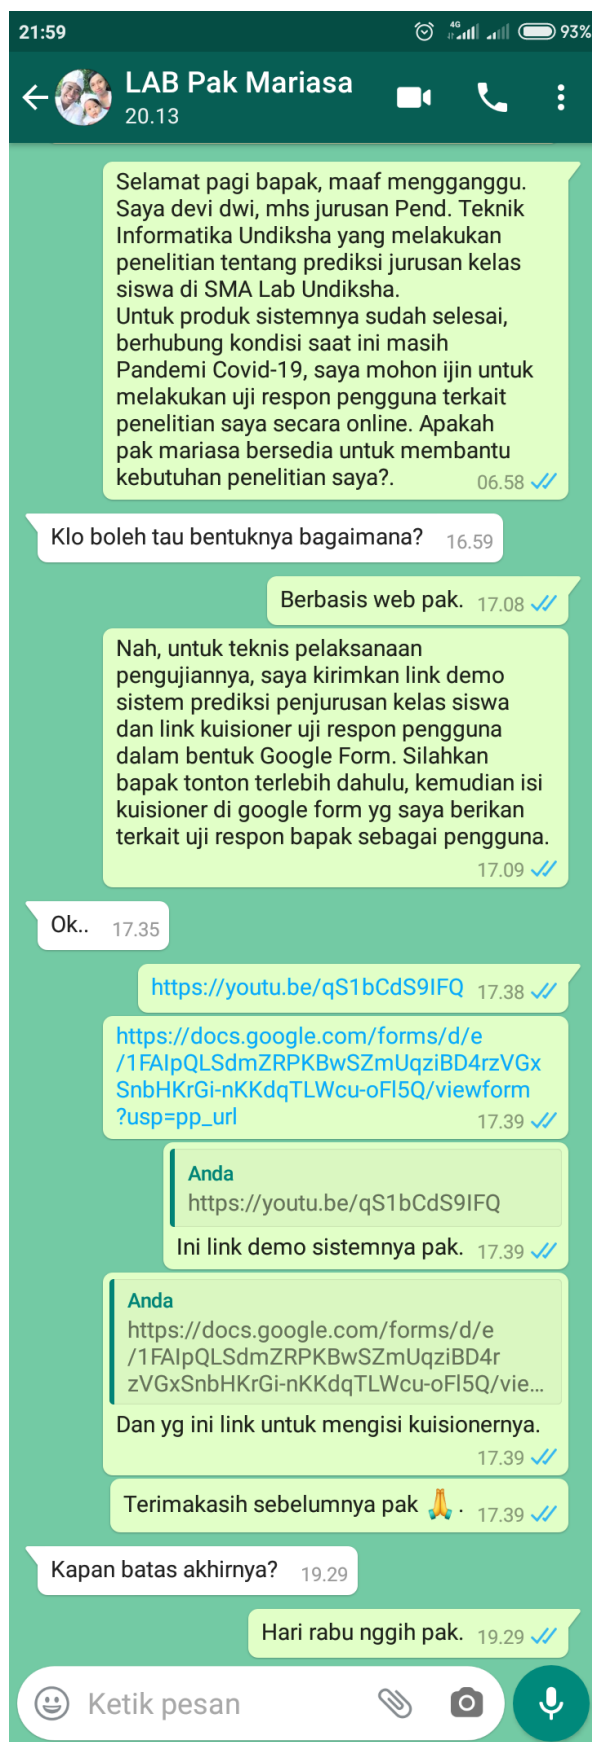 21:59
4G
93%
LAB Pak Mariasa
20.13
Selamat pagi bapak, maaf mengganggu.
Saya devi dwi, mhs jurusan Pend. Teknik
Informatika Undiksha yang melakukan
penelitian tentang prediksi jurusan kelas
siswa di SMA Lab Undiksha.
Untuk produk sistemnya sudah selesai,
berhubung kondisi saat ini masih
Pandemi Covid-19, saya mohon ijin untuk
melakukan uji respon pengguna terkait
penelitian saya secara online. Apakah
pak mariasa bersedia untuk membantu
kebutuhan penelitian saya?. 06.58
Klo boleh tau bentuknya bagaimana? 16.59
Berbasis web pak. 17.08
Nah, untuk teknis pelaksanaan
pengujiannya, saya kirimkan link demo
sistem prediksi penjurusan kelas siswa
dan link kuisioner uji respon pengguna
dalam bentuk Google Form. Silahkan
bapak tonton terlebih dahulu, kemudian isi
kuisioner di google form yg saya berikan
terkait uji respon bapak sebagai pengguna.
17.09
Ok.. 17.35
https://youtu.be/qS1bCdS9IFQ 17.38
https://docs.google.com/forms/d/e
/1FAIpQLSdmZRPKBwSZmUqziBD4rzVGx
SnbHKrGi-nKKdqTLWcu-oFl5Q/viewform
?usp=pp_url 17.39
Anda
https://youtu.be/qS1bCdS9IFQ
Ini link demo sistemnya pak. 17.39
Anda
https://docs.google.com/forms/d/e
/1FAIpQLSdmZRPKBwSZmUqziBD4r
zVGxSnbHKrGi-nKKdqTLWcu-oFl5Q/vie...
Dan yg ini link untuk mengisi kuisionernya.
17.39
Terimakasih sebelumnya pak 🙏 . 17.39
Kapan batas akhirnya? 19.29
Hari rabu nggih pak. 19.29
Ketik pesan